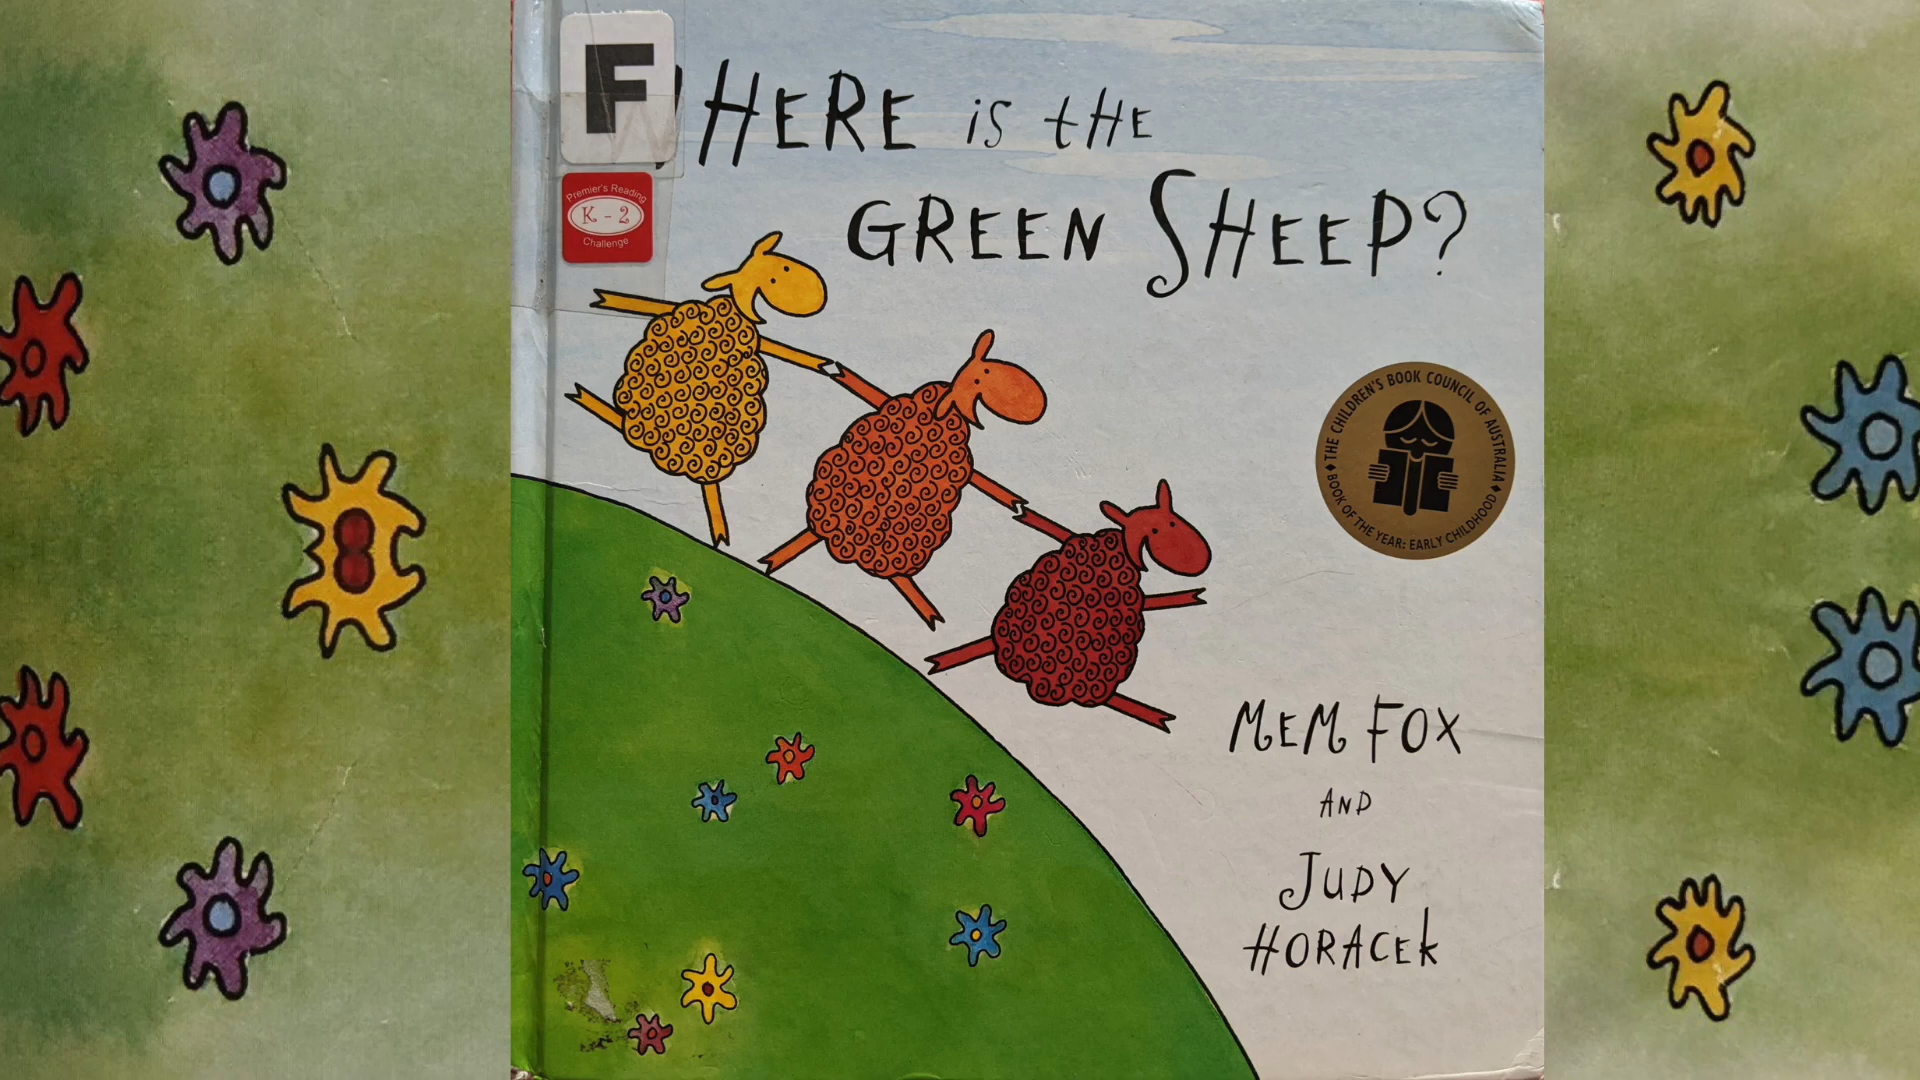 F
WHERE is tHE
GREEN SHEEP?
Premier's Reading
K - 2
Challenge
THE CHILDREN'S BOOK COUNCIL OF AUSTRALIA
BOOK OF THE YEAR: EARLY CHILDHOOD
MEM FOX
AND
JUDY
HORACEK